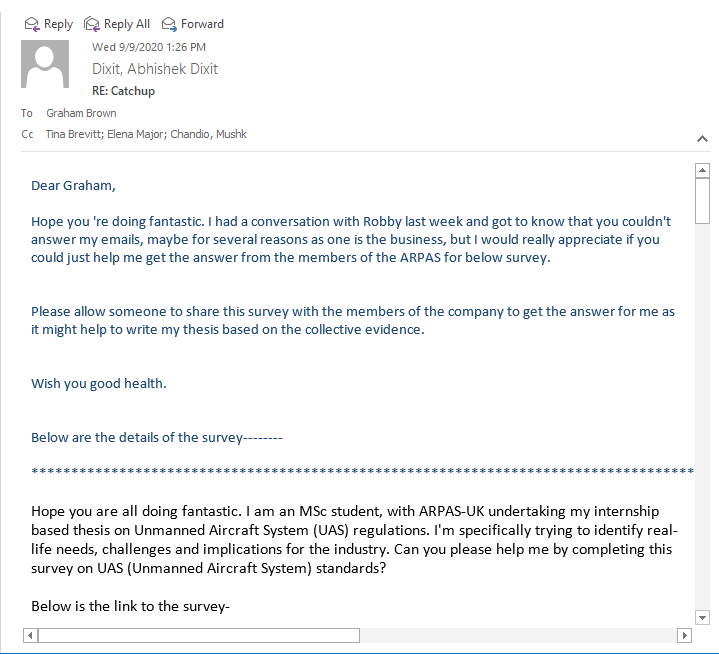 Reply Reply All Forward
Wed 9/9/2020 1:26 PM
Dixit, Abhishek Dixit
RE: Catchup
To Graham Brown
Cc Tina Brevitt; Elena Major; Chandio, Mushk
Dear Graham,
Hope you 're doing fantastic. I had a conversation with Robby last week and got to know that you couldn't
answer my emails, maybe for several reasons as one is the business, but I would really appreciate if you
could just help me get the answer from the members of the ARPAS for below survey.
Please allow someone to share this survey with the members of the company to get the answer for me as
it might help to write my thesis based on the collective evidence.
Wish you good health.
Below are the details of the survey--------
***********************************************************************************
Hope you are all doing fantastic. I am an MSc student, with ARPAS-UK undertaking my internship
based thesis on Unmanned Aircraft System (UAS) regulations. I'm specifically trying to identify real-
life needs, challenges and implications for the industry. Can you please help me by completing this
survey on UAS (Unmanned Aircraft System) standards?
Below is the link to the survey-